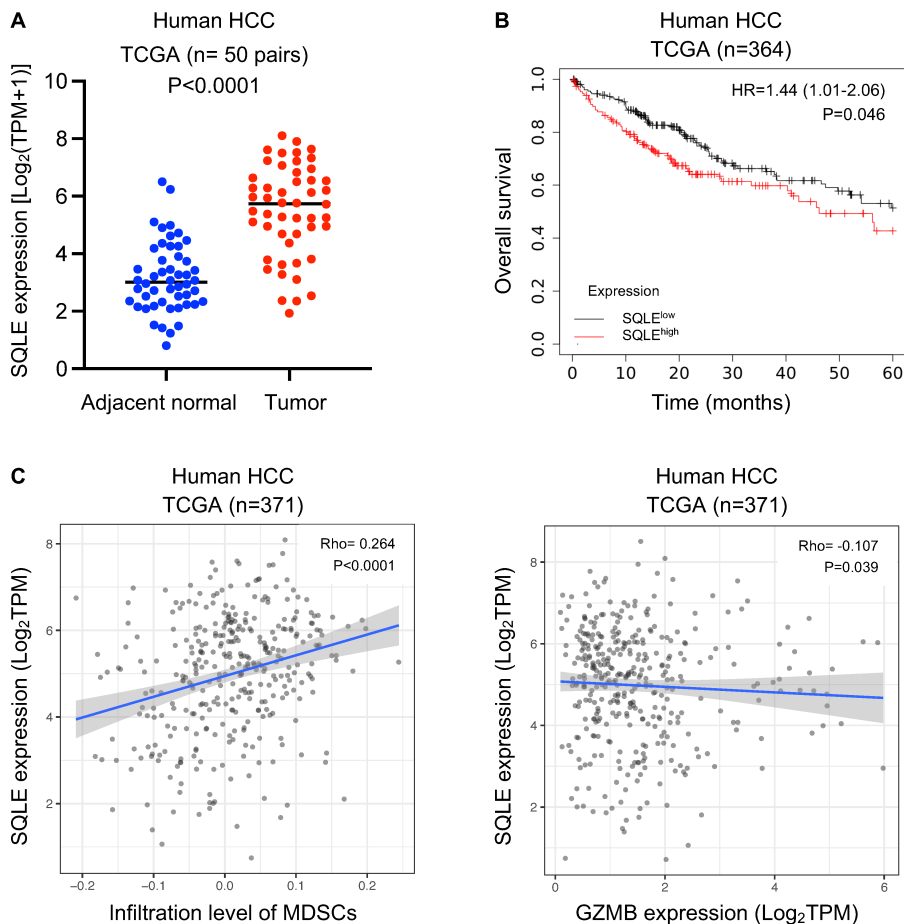 A
Human HCC
TCGA (n= 50 pairs)
P<0.0001
SQLE expression [Log₂(TPM+1)]
10
8
6
4
2
0
Adjacent normal
Tumor
B
Human HCC
TCGA (n=364)
HR=1.44 (1.01-2.06)
P=0.046
Overall survival
1.0
0.8
0.6
0.4
0.2
0.0
Expression
SQLE^low
SQLE^high
0 10 20 30 40 50 60
Time (months)
C
Human HCC
TCGA (n=371)
Rho= 0.264
P<0.0001
SQLE expression (Log₂TPM)
8
6
4
2
−0.2 −0.1 0.0 0.1 0.2
Infiltration level of MDSCs
Human HCC
TCGA (n=371)
Rho= -0.107
P=0.039
SQLE expression (Log₂TPM)
8
6
4
2
0 2 4 6
GZMB expression (Log₂TPM)